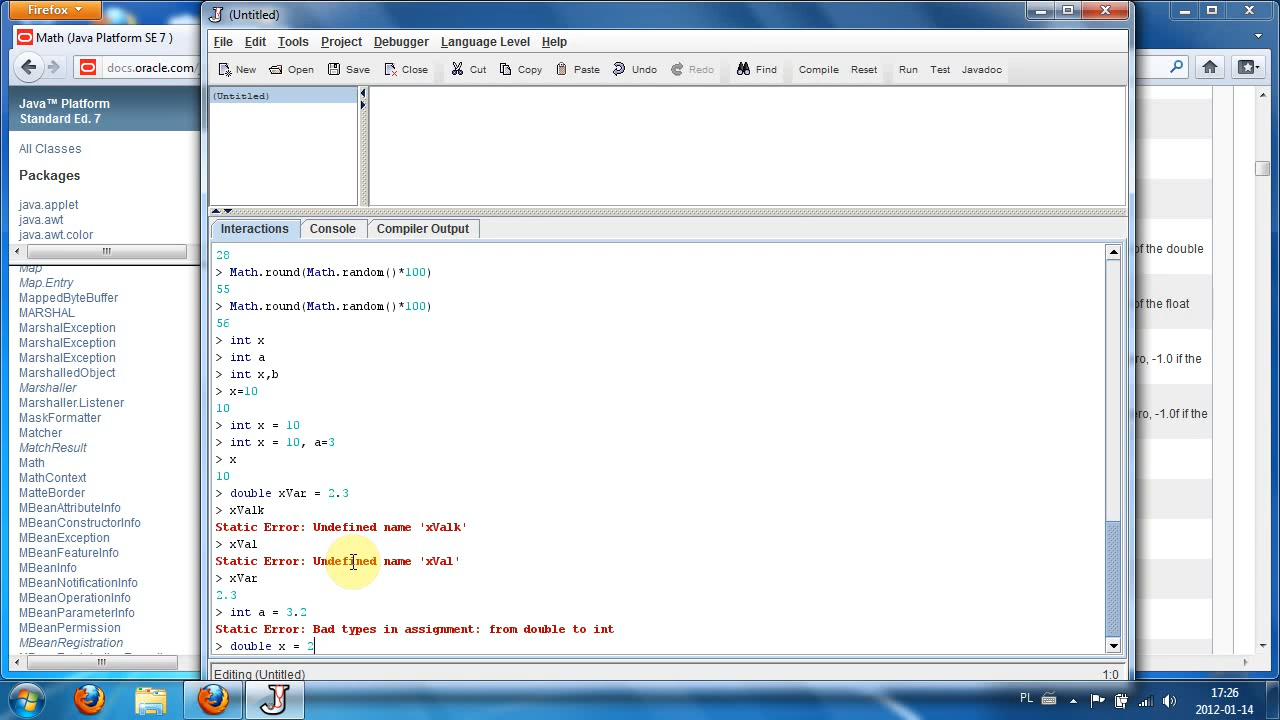 Firefox
Math (Java Platform SE 7 )
docs.oracle.com/
Java™ Platform
Standard Ed. 7
All Classes
Packages
java.applet
java.awt
java.awt.color
Map
Map.Entry
MappedByteBuffer
MARSHAL
MarshalException
MarshalException
MarshalException
MarshalledObject
Marshaller
Marshaller.Listener
MaskFormatter
Matcher
MatchResult
Math
MathContext
MatteBorder
MBeanAttributeInfo
MBeanConstructorInfo
MBeanException
MBeanFeatureInfo
MBeanInfo
MBeanNotificationInfo
MBeanOperationInfo
MBeanParameterInfo
MBeanPermission
MBeanRegistration
(Untitled)
File Edit Tools Project Debugger Language Level Help
New Open Save Close Cut Copy Paste Undo Redo Find Compile Reset Run Test Javadoc
(Untitled)
Interactions Console Compiler Output
28
> Math.round(Math.random()*100)
55
> Math.round(Math.random()*100)
56
> int x
> int a
> int x,b
> x=10
10
> int x = 10
> int x = 10, a=3
> x
10
> double xVar = 2.3
> xValk
Static Error: Undefined name 'xValk'
> xVal
Static Error: Undefined name 'xVal'
> xVar
2.3
> int a = 3.2
Static Error: Bad types in assignment: from double to int
> double x = 2
Editing (Untitled) 1:0
of the double
of the float
ero, -1.0 if the
ero, -1.0f if the
PL
17:26
2012-01-14